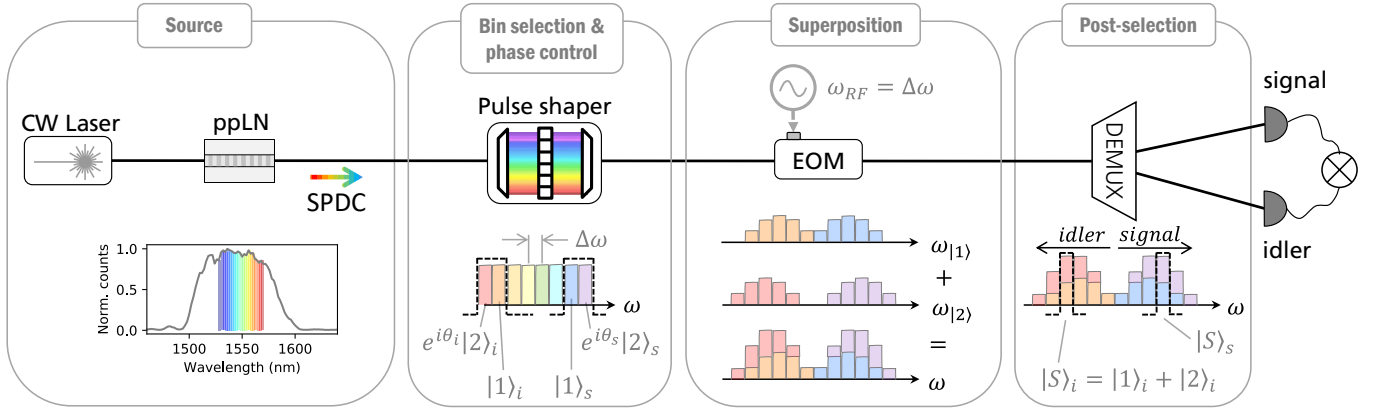 Source
CW Laser
ppLN
SPDC
Norm. counts
1.0
0.5
0.0
1500
1550
1600
Wavelength (nm)
Bin selection &
phase control
Pulse shaper
Δω
ω
e^{iθ_i}|2⟩_i
e^{iθ_s}|2⟩_s
|1⟩_i
|1⟩_s
Superposition
ω_{RF} = Δω
EOM
ω_{|1⟩}
+
ω_{|2⟩}
=
ω
Post-selection
signal
DEMUX
idler
idler signal
ω
|S⟩_s
|S⟩_i = |1⟩_i + |2⟩_i